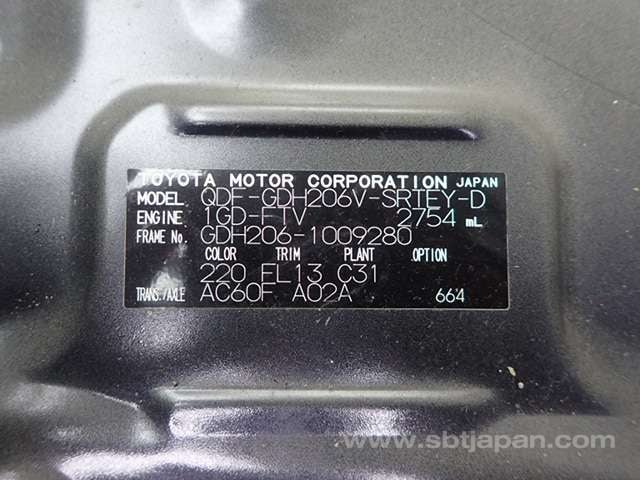 TOYOTA MOTOR CORPORATION JAPAN
MODEL QDF-GDH206V-SRTEY-D
ENGINE 1GD-FTV 2754 mL
FRAME No. GDH206-1009280
COLOR TRIM PLANT OPTION
220 FL13 C31
TRANS./AXLE AC60F A02A 664
www.sbtjapan.com